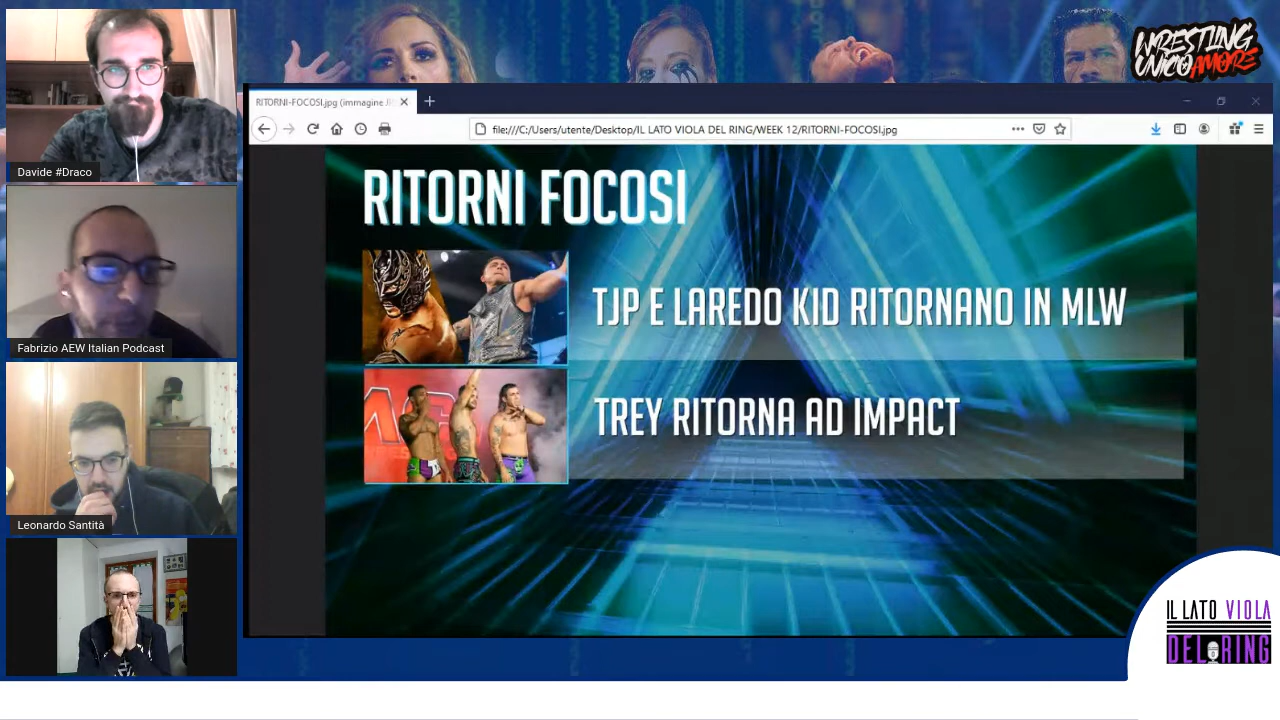 Davide #Draco
Fabrizio AEW Italian Podcast
Leonardo Santità
WRESTLING
UNICO AMORE
RITORNI-FOCOSI.jpg (immagine
file:///C:/Users/utente/Desktop/IL LATO VIOLA DEL RING/WEEK 12/RITORNI-FOCOSI.jpg
RITORNI FOCOSI
TJP E LAREDO KID RITORNANO IN MLW
TREY RITORNA AD IMPACT
IL LATO VIOLA
DEL RING